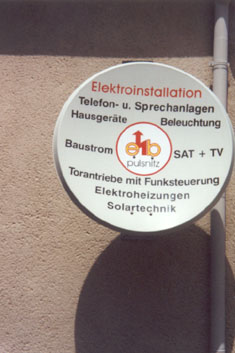 Elektroinstallation
Telefon- u. Sprechanlagen
Hausgeräte Beleuchtung
Baustrom
pulsnitz
SAT + TV
Torantriebe mit Funksteuerung
Elektroheizungen
Solartechnik